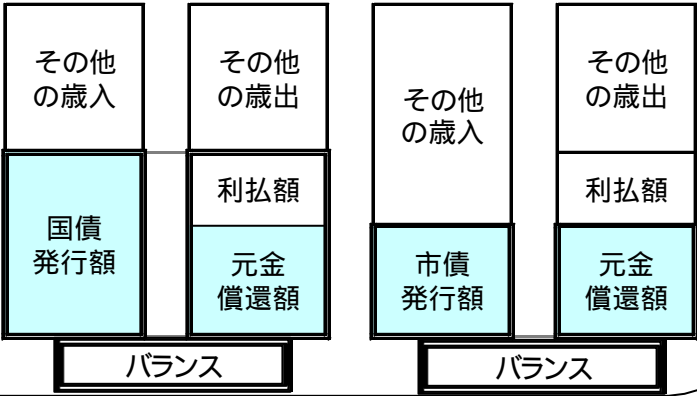 その他
の歳入
国債
発行額
その他
の歳出
利払額
元金
償還額
バランス
その他
の歳入
市債
発行額
その他
の歳出
利払額
元金
償還額
バランス